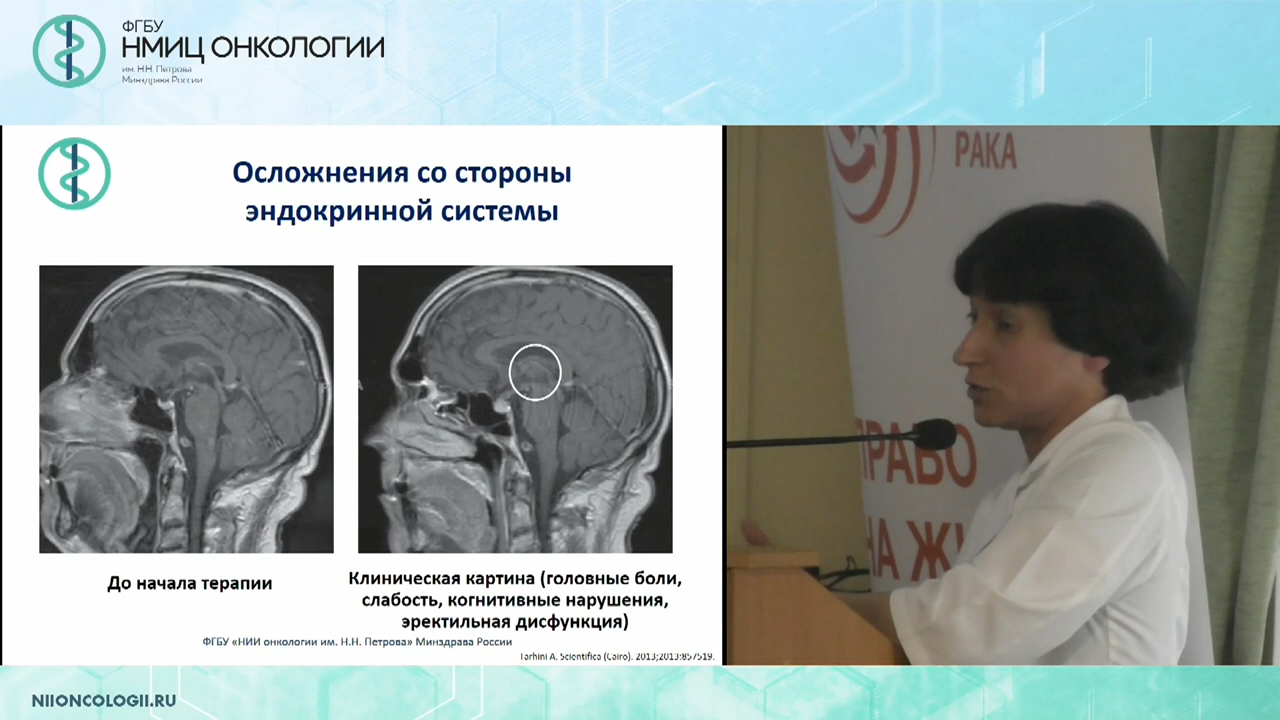 ФГБУ
НМИЦ ОНКОЛОГИИ
им. Н.Н. Петрова
Минздрава России
Осложнения со стороны
эндокринной системы
До начала терапии
Клиническая картина (головные боли,
слабость, когнитивные нарушения,
эректильная дисфункция)
ФГБУ «НИИ онкологии им. Н.Н. Петрова» Минздрава России
Tarhini A. Scientifica (Cairo). 2013;2013:857519.
РАКА
ПРАВО
НА ЖИ
NIIONCOLOGII.RU